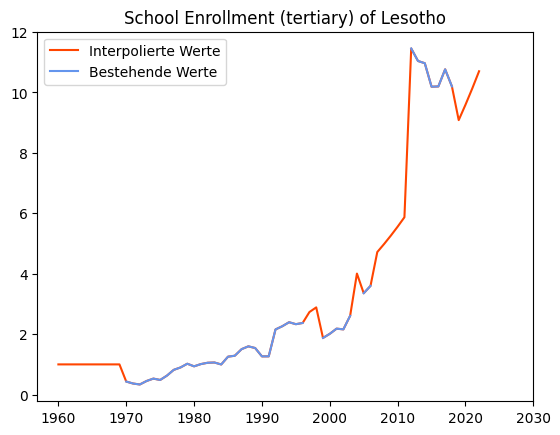 School Enrollment (tertiary) of Lesotho
Interpolierte Werte
Bestehende Werte
12
10
8
6
4
2
0
1960 1970 1980 1990 2000 2010 2020 2030